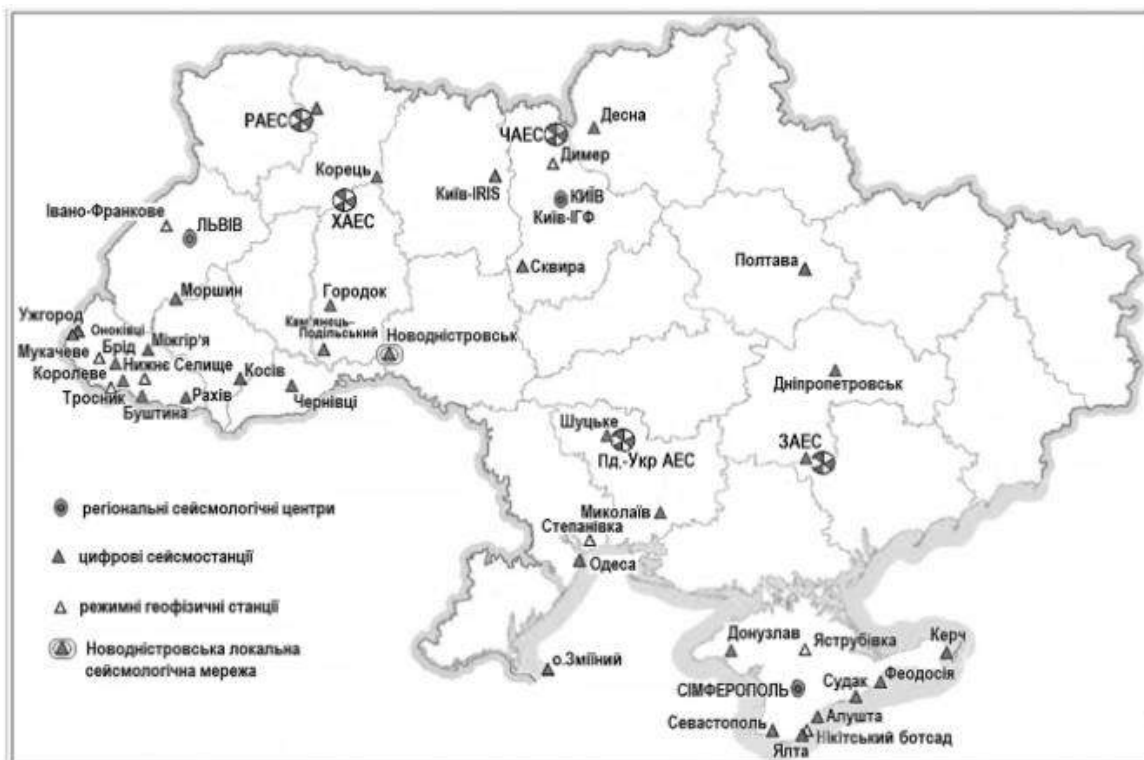 Десна
РАЕС
ЧАЕС
Димер
Корець
Київ-IRIS
КИЇВ
Київ-ІГФ
Івано-Франкове
ЛЬВІВ
ХАЕС
Сквира
Полтава
Моршин
Городок
Ужгород
Оноківці
Кам'янець-
Подільський
Новодністровськ
Мукачеве
Брід
Міжгір'я
Нижнє Селище
Королеве
Косів
Дніпропетровськ
Тросник
Рахів
Чернівці
Буштина
Шуцьке
ЗАЕС
Пд.-Укр АЕС
регіональні сейсмологічні центри
Миколаїв
Степанівка
цифрові сейсмостанції
Одеса
режимні геофізичні станції
Новодністровська локальна
сейсмологічна мережа
Донузлав
Яструбівка
Керч
о.Зміїний
Феодосія
СІМФЕРОПОЛЬ
Судак
Севастополь
Алушта
Нікітський ботсад
Ялта